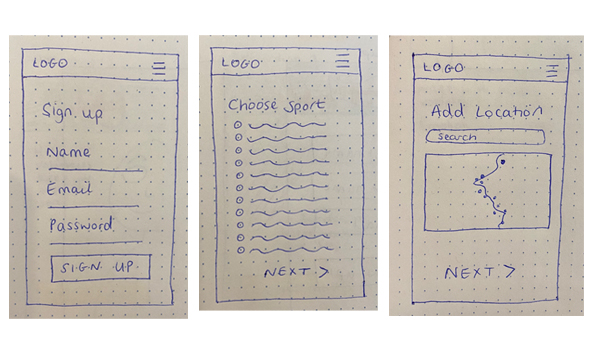 LOGO
Sign up
Name
Email
Password
SIGN UP
LOGO
Choose Sport
NEXT >
LOGO
Add Location
search
NEXT >